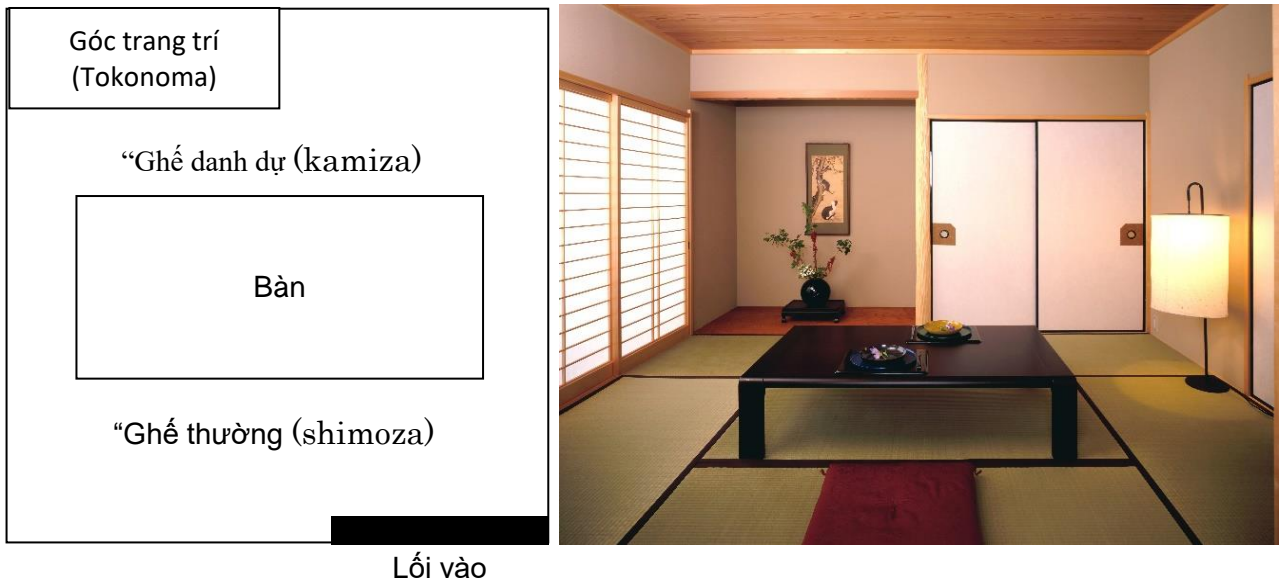 Góc trang trí
(Tokonoma)
“Ghế danh dự (kamiza)
Bàn
“Ghế thường (shimoza)
Lối vào